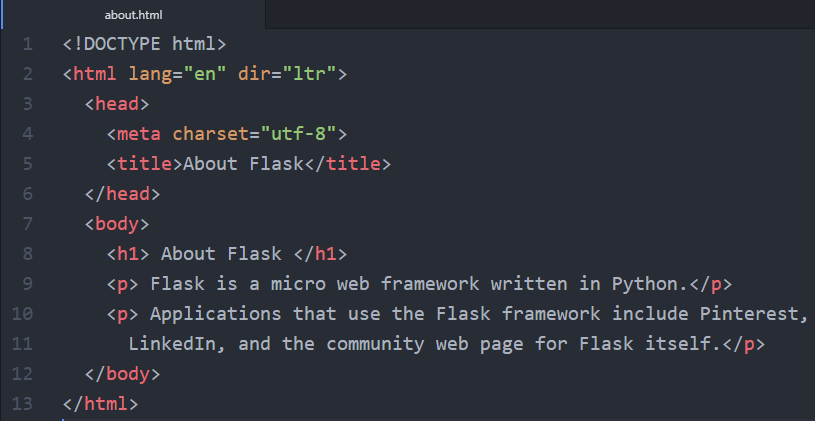 about.html
1 <!DOCTYPE html>
2 <html lang="en" dir="ltr">
3   <head>
4     <meta charset="utf-8">
5     <title>About Flask</title>
6   </head>
7   <body>
8     <h1> About Flask </h1>
9     <p> Flask is a micro web framework written in Python.</p>
10     <p> Applications that use the Flask framework include Pinterest,
11       LinkedIn, and the community web page for Flask itself.</p>
12   </body>
13 </html>